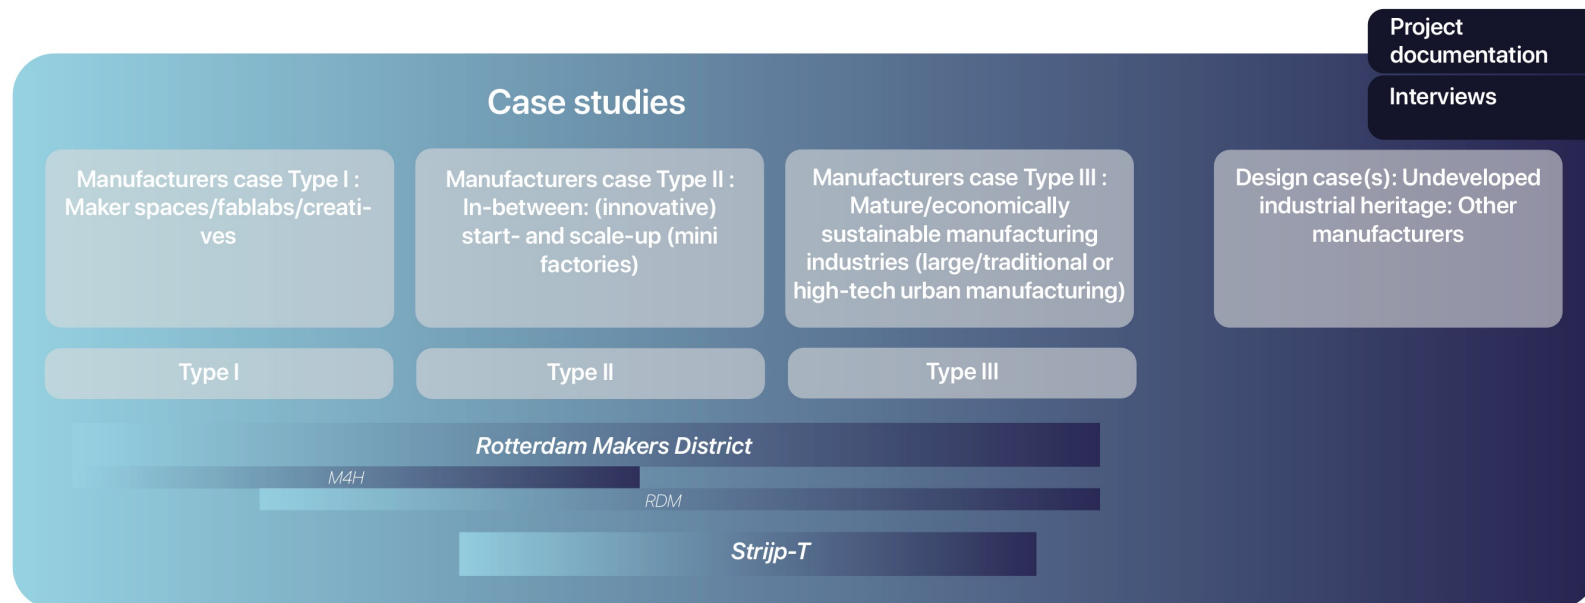 Project
documentation
Interviews
Case studies
Manufacturers case Type I :
Maker spaces/fablabs/creati-
ves
Manufacturers case Type II :
In-between: (innovative)
start- and scale-up (mini
factories)
Manufacturers case Type III :
Mature/economically
sustainable manufacturing
industries (large/traditional or
high-tech urban manufacturing)
Design case(s): Undeveloped
industrial heritage: Other
manufacturers
Type I
Type II
Type III
Rotterdam Makers District
M4H
RDM
Strijp-T